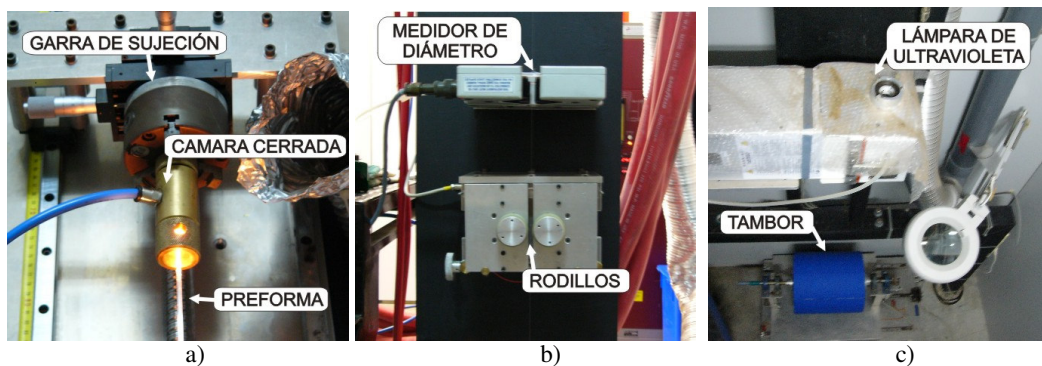 GARRA DE SUJECIÓN
CAMARA CERRADA
PREFORMA
a)
MEDIDOR DE
DIÁMETRO
RODILLOS
b)
LÁMPARA DE
ULTRAVIOLETA
TAMBOR
c)